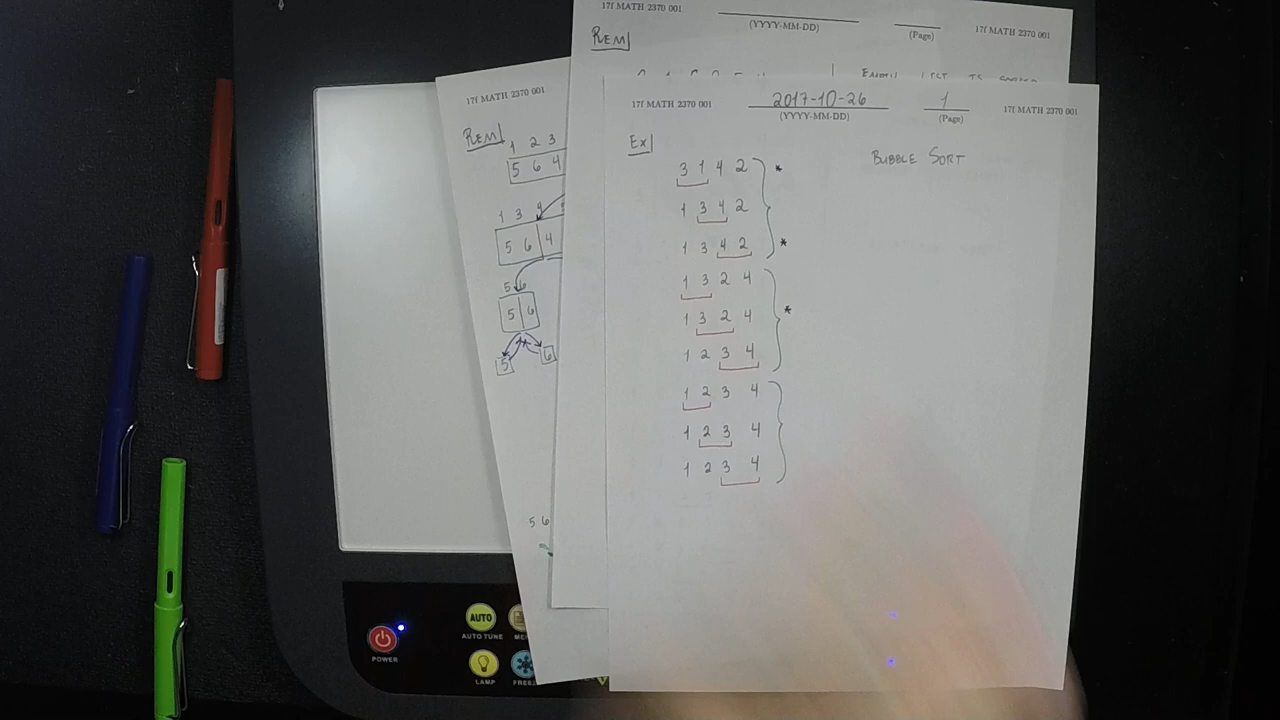 17f MATH 2370 001
(YYYY-MM-DD)
(Page)
17f MATH 2370 001
REM
17f MATH 2370 001
REM
1 2 3
5 6 4
1 3 4
5 6 4
5 6
5 6
5 6
5 6
17f MATH 2370 001
2017-10-26
(YYYY-MM-DD)
1
(Page)
17f MATH 2370 001
Ex
BUBBLE SORT
3 1 4 2 *
1 3 4 2
1 3 4 2 *
1 3 2 4
1 3 2 4 *
1 2 3 4
1 2 3 4
1 2 3 4
1 2 3 4
POWER
AUTO
AUTO TUNE
LAMP